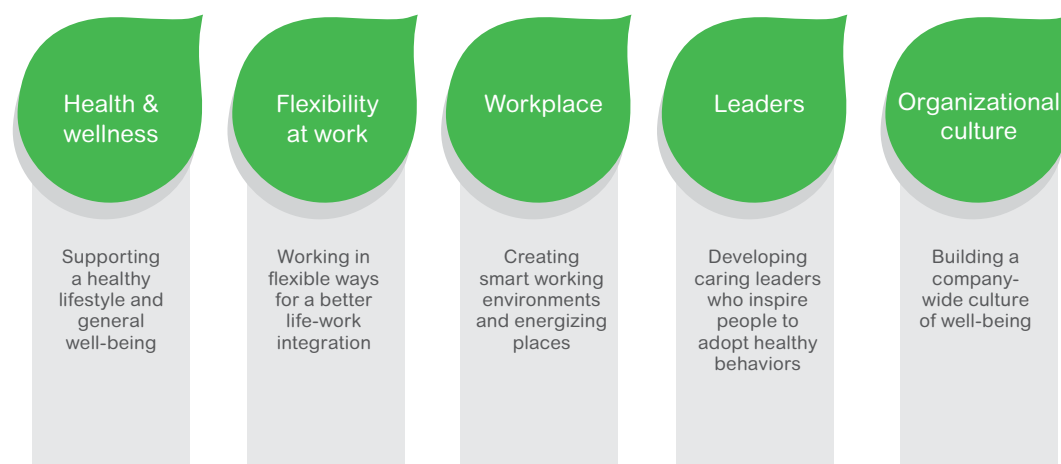 Health &
wellness
Supporting
a healthy
lifestyle and
general
well-being
Flexibility
at work
Working in
flexible ways
for a better
life-work
integration
Workplace
Creating
smart working
environments
and energizing
places
Leaders
Developing
caring leaders
who inspire
people to
adopt healthy
behaviors
Organizational
culture
Building a
company-
wide culture
of well-being